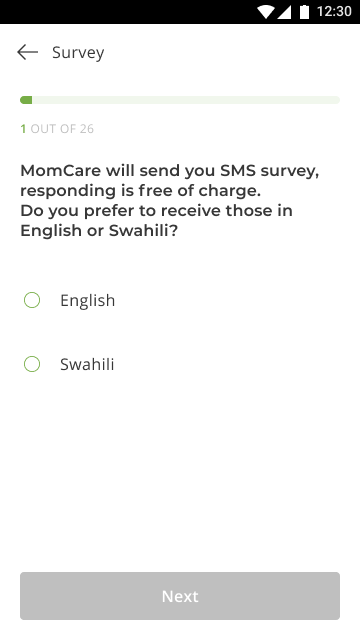 12:30
Survey
1 OUT OF 26
MomCare will send you SMS survey,
responding is free of charge.
Do you prefer to receive those in
English or Swahili?
English
Swahili
Next